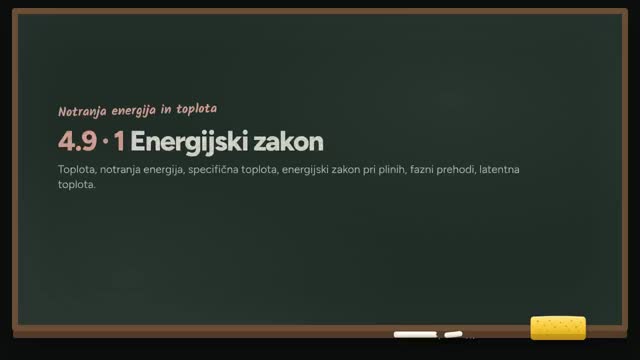 Notranja energija in toplota
4.9 · 1 Energijski zakon
Toplota, notranja energija, specifična toplota, energijski zakon pri plinih, fazni prehodi, latentna
toplota.